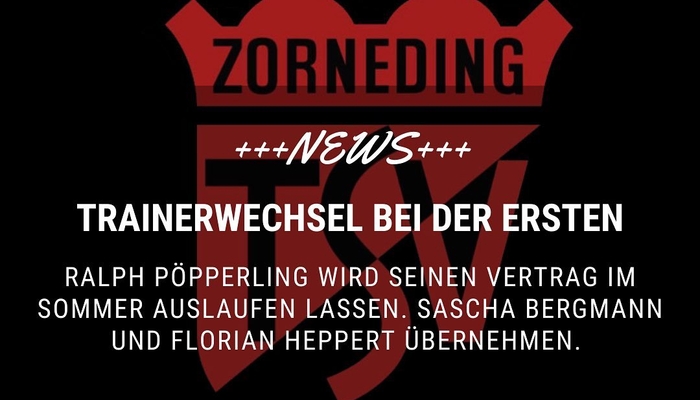 ZORNEDING
+++NEWS+++
TSV
TRAINERWECHSEL BEI DER ERSTEN
RALPH PÖPPERLING WIRD SEINEN VERTRAG IM
SOMMER AUSLAUFEN LASSEN. SASCHA BERGMANN
UND FLORIAN HEPPERT ÜBERNEHMEN.